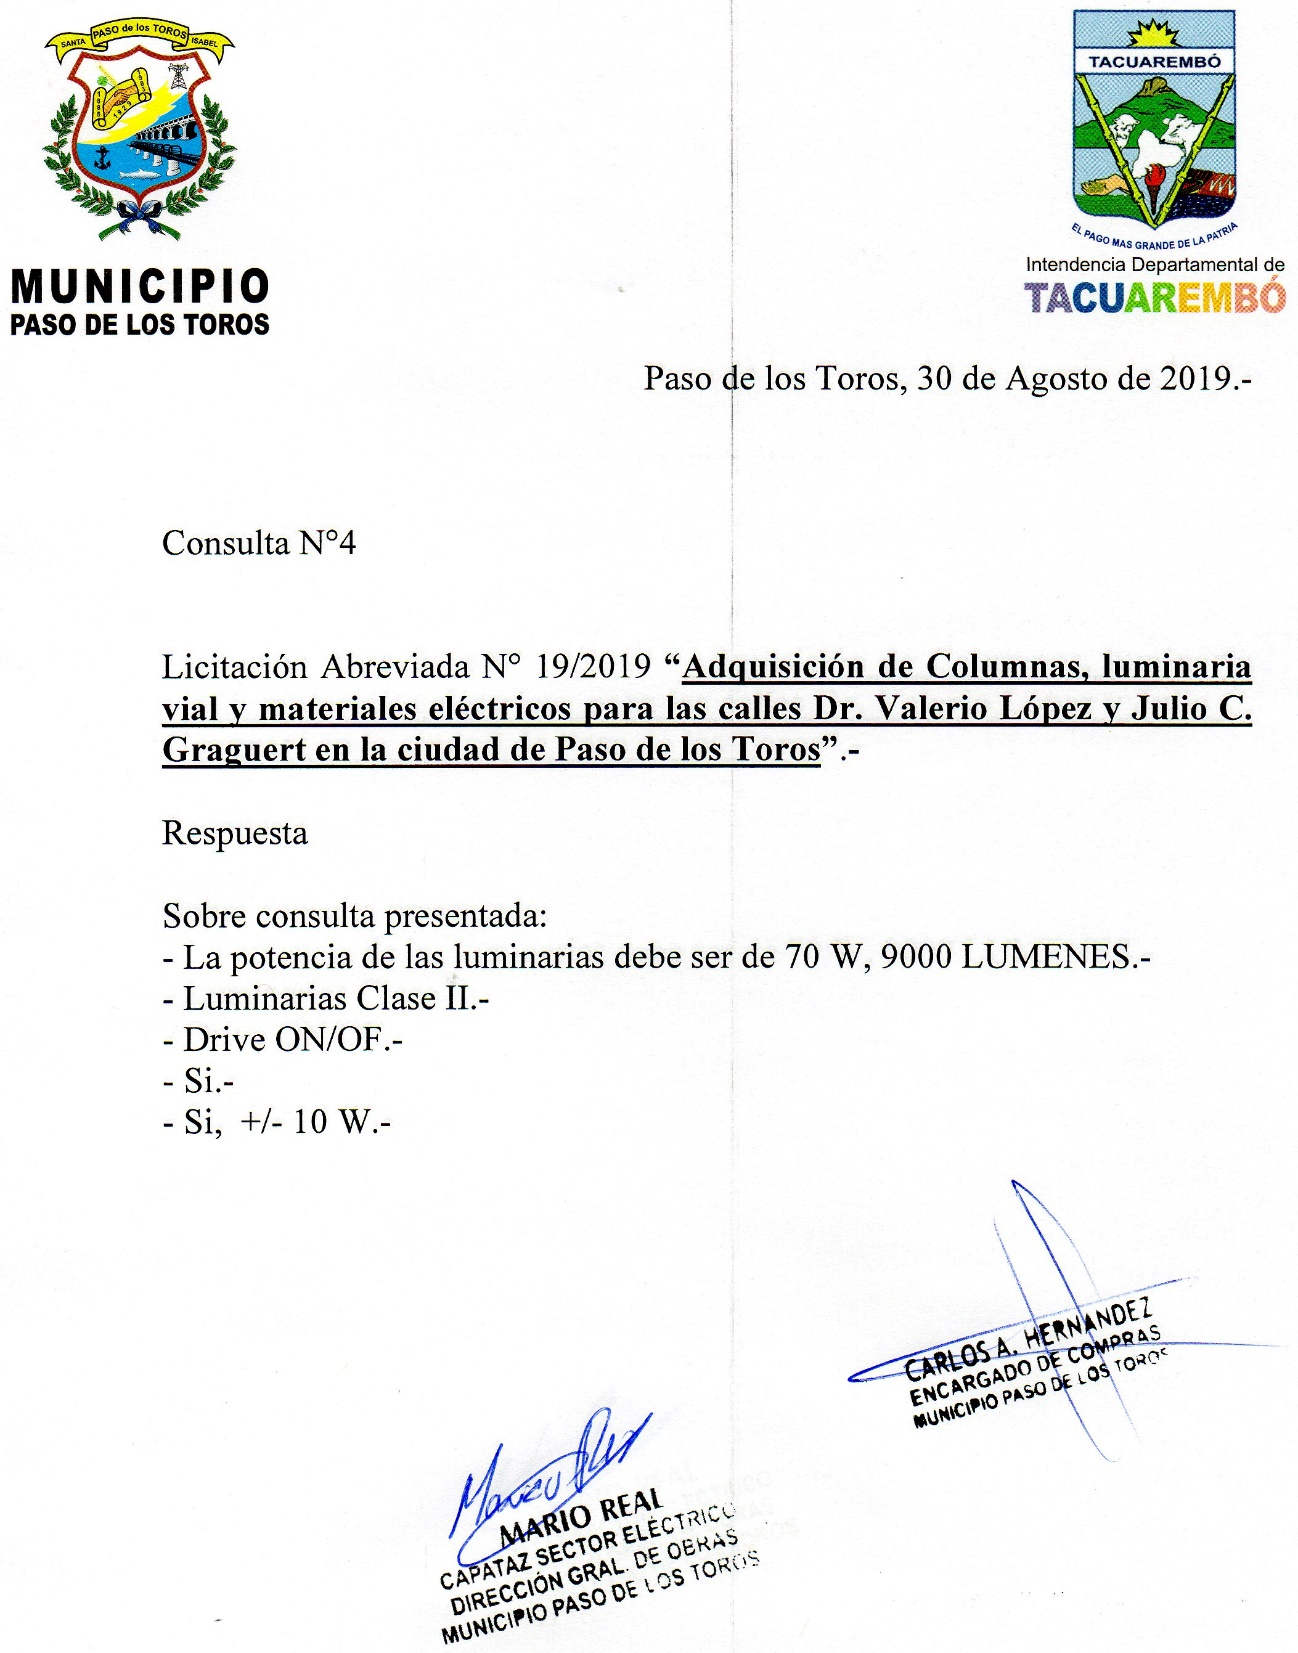 SANTA PASO de los TOROS ISABEL
MUNICIPIO
PASO DE LOS TOROS
TACUAREMBÓ
EL PAGO MAS GRANDE DE LA PATRIA
Intendencia Departamental de
TACUAREMBÓ
Paso de los Toros, 30 de Agosto de 2019.-
Consulta N°4
Licitación Abreviada N° 19/2019 “Adquisición de Columnas, luminaria
vial y materiales eléctricos para las calles Dr. Valerio López y Julio C.
Graguert en la ciudad de Paso de los Toros”.-
Respuesta
Sobre consulta presentada:
- La potencia de las luminarias debe ser de 70 W, 9000 LUMENES.-
- Luminarias Clase II.-
- Drive ON/OF.-
- Si.-
- Si, +/- 10 W.-
CARLOS A. HERNANDEZ
ENCARGADO DE COMPRAS
MUNICIPIO PASO DE LOS TOROS
MARIO REAL
CAPATAZ SECTOR ELÉCTRICO
DIRECCIÓN GRAL. DE OBRAS
MUNICIPIO PASO DE LOS TOROS